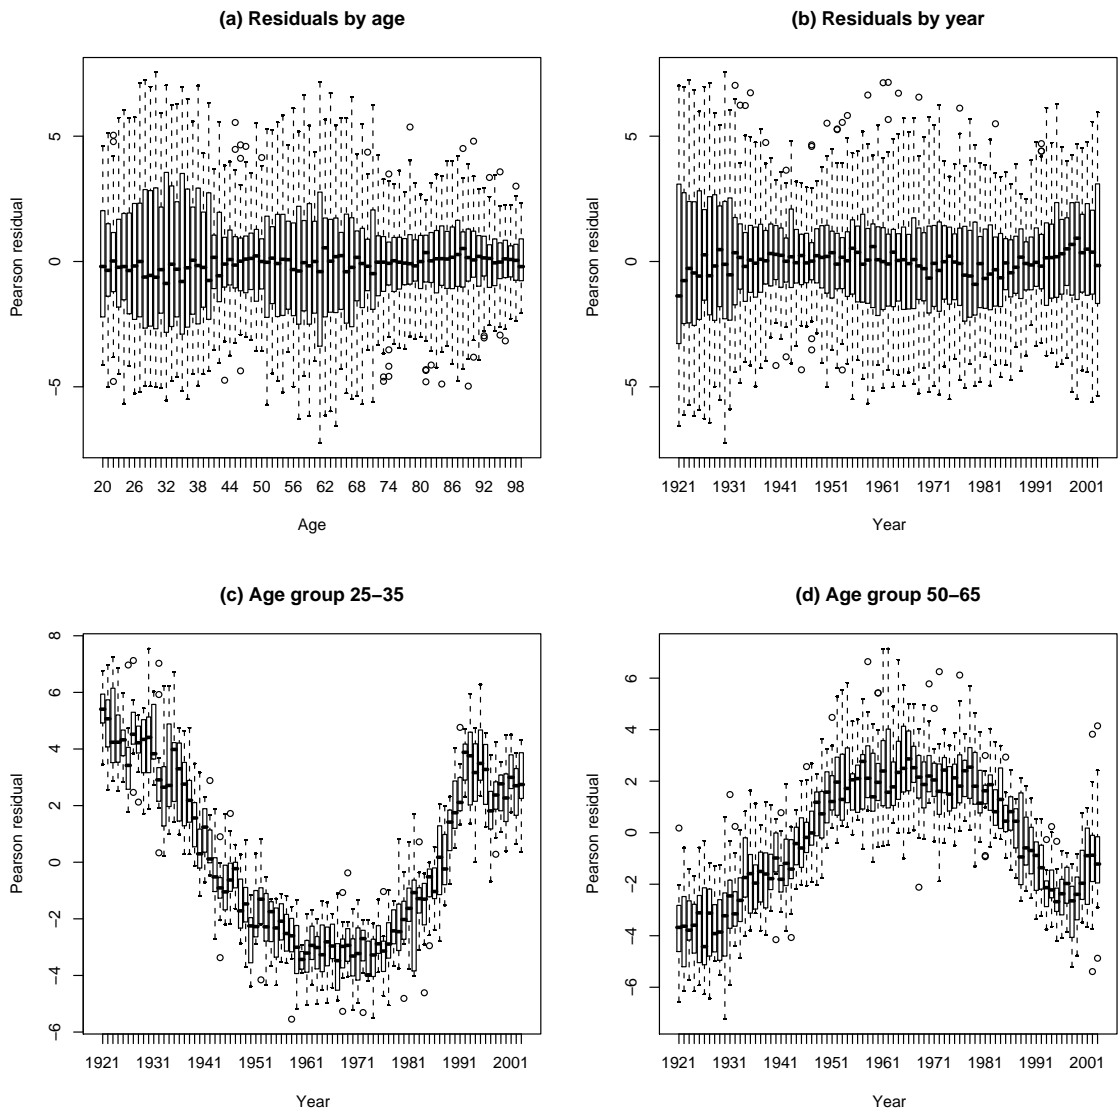 (a) Residuals by age
Pearson residual
5
0
−5
20 26 32 38 44 50 56 62 68 74 80 86 92 98
Age
(b) Residuals by year
Pearson residual
5
0
−5
1921 1931 1941 1951 1961 1971 1981 1991 2001
Year
(c) Age group 25−35
Pearson residual
8
6
4
2
0
−2
−4
−6
1921 1931 1941 1951 1961 1971 1981 1991 2001
Year
(d) Age group 50−65
Pearson residual
6
4
2
0
−2
−4
−6
1921 1931 1941 1951 1961 1971 1981 1991 2001
Year